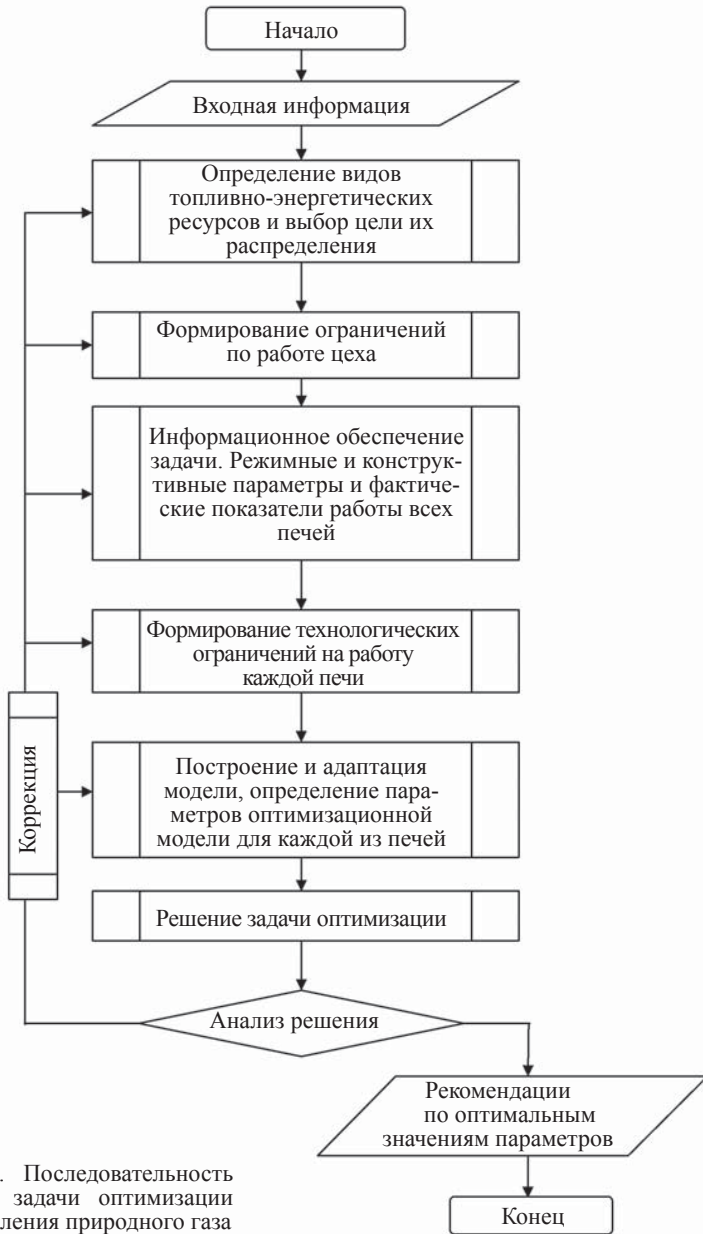 Начало
Входная информация
Определение видов
топливно-энергетических
ресурсов и выбор цели их
распределения
Формирование ограничений
по работе цеха
Информационное обеспечение
задачи. Режимные и конструк-
тивные параметры и фактиче-
ские показатели работы всех
печей
Формирование технологических
ограничений на работу
каждой печи
Коррекция
Построение и адаптация
модели, определение пара-
метров оптимизационной
модели для каждой из печей
Решение задачи оптимизации
Анализ решения
Рекомендации
по оптимальным
значениям параметров
Конец
. Последовательность
задачи оптимизации
ления природного газа